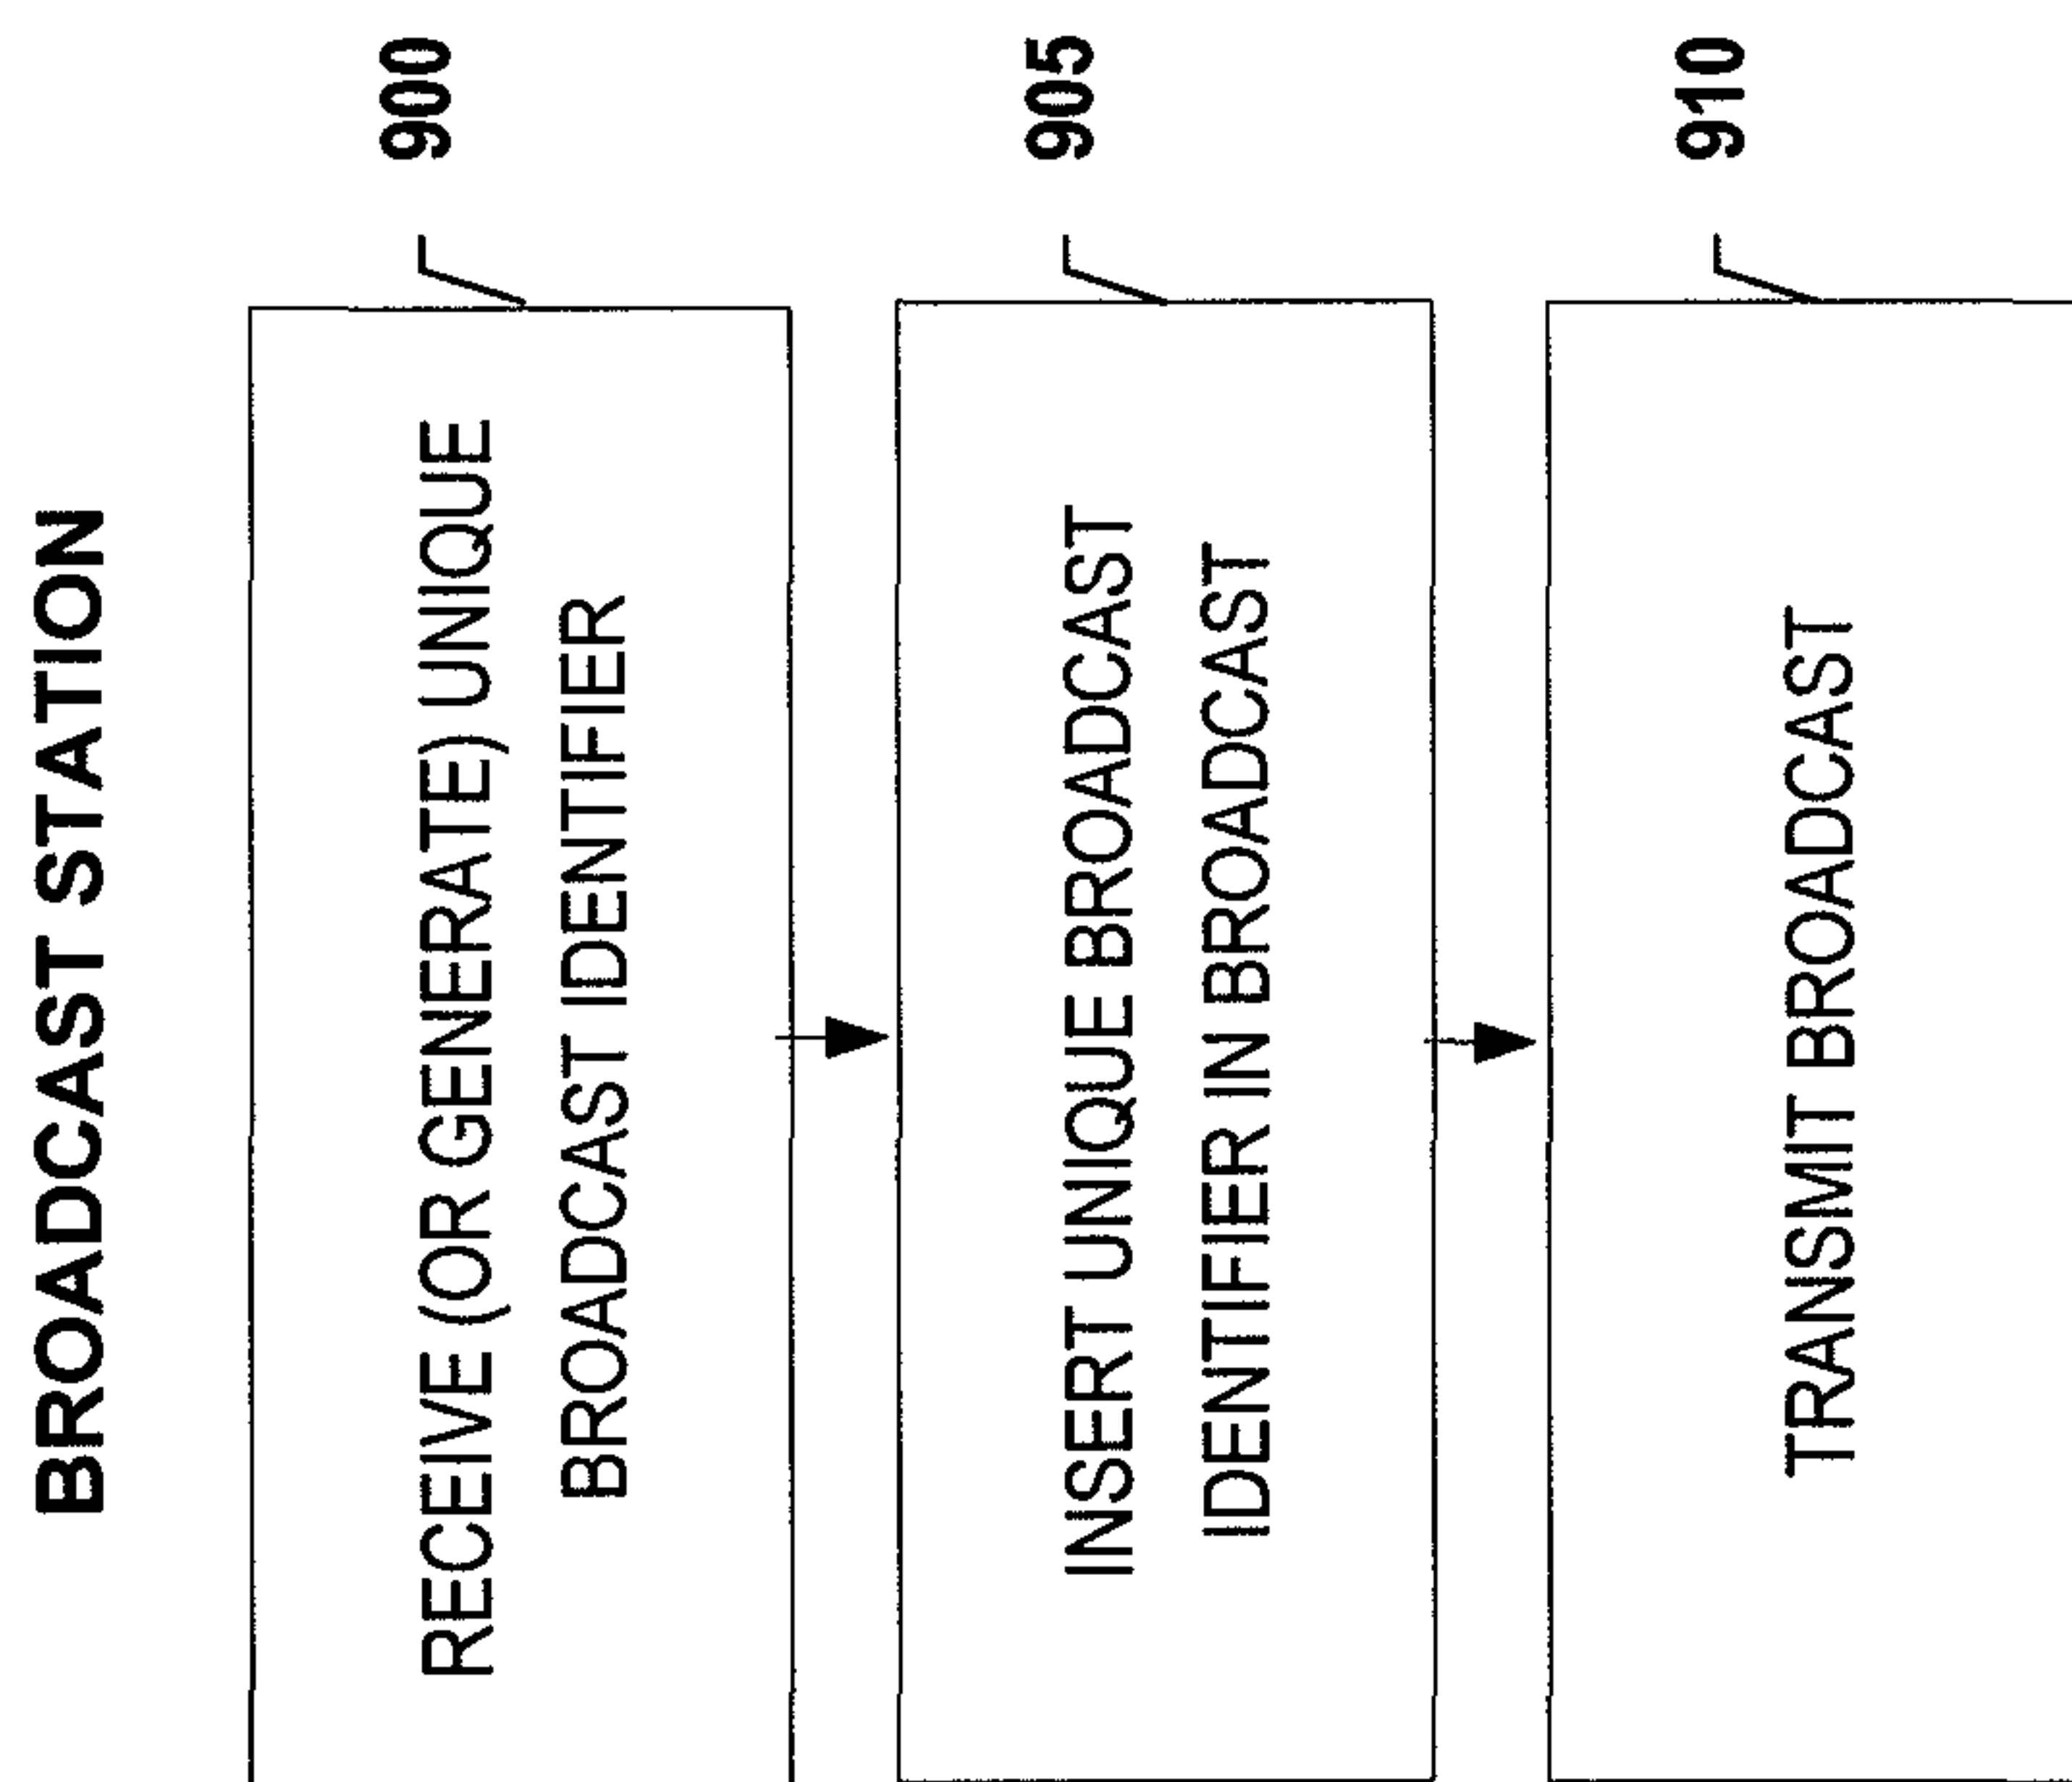 BROADCAST STATION
RECEIVE (OR GENERATE) UNIQUE
BROADCAST IDENTIFIER
900
INSERT UNIQUE BROADCAST
IDENTIFIER IN BROADCAST
905
TRANSMIT BROADCAST
910